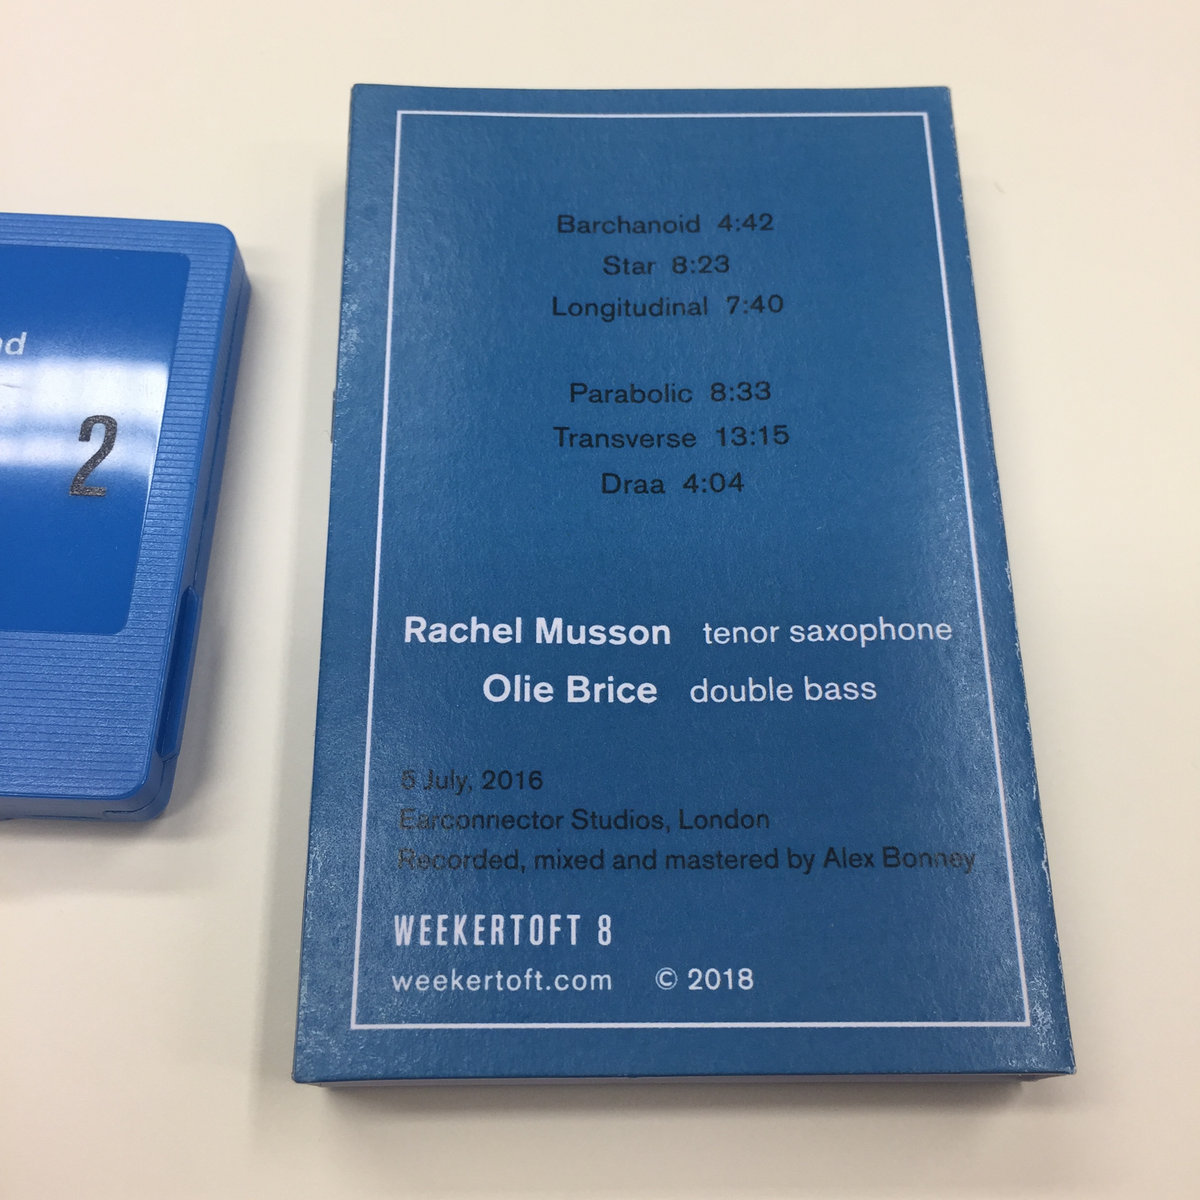 nd
2
Barchanoid 4:42
Star 8:23
Longitudinal 7:40
Parabolic 8:33
Transverse 13:15
Draa 4:04
Rachel Musson tenor saxophone
Olie Brice double bass
July, 2016
Earconnector Studios, London
Recorded, mixed and mastered by Alex Bonney
WEEKERTOFT 8
weekertoft.com © 2018